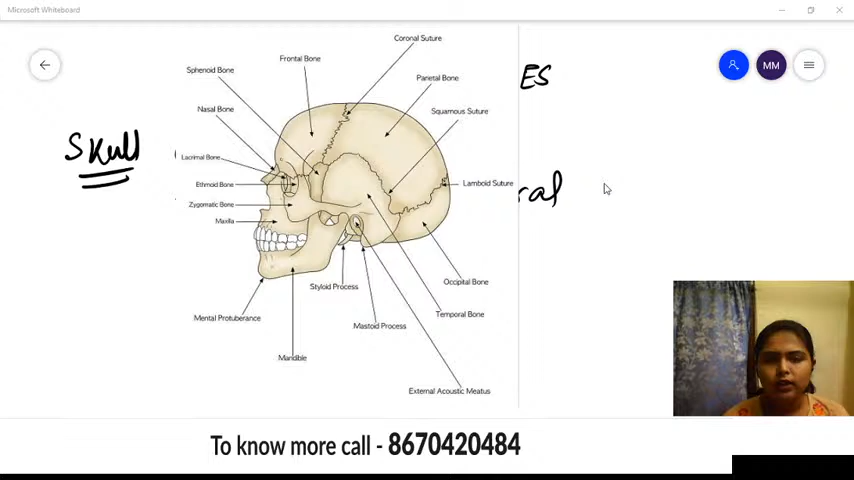 Microsoft Whiteboard
Coronal Suture
Frontal Bone
Sphenoid Bone
Parietal Bone
MM
ES
Nasal Bone
Squamous Suture
Skull
Lacrimal Bone
Ethmoid Bone
Lamboid Suture
ral
Zygomatic Bone
Maxilla
Occipital Bone
Styloid Process
Mental Protuberance
Temporal Bone
Mastoid Process
Mandible
External Acoustic Meatus
To know more call - 8670420484